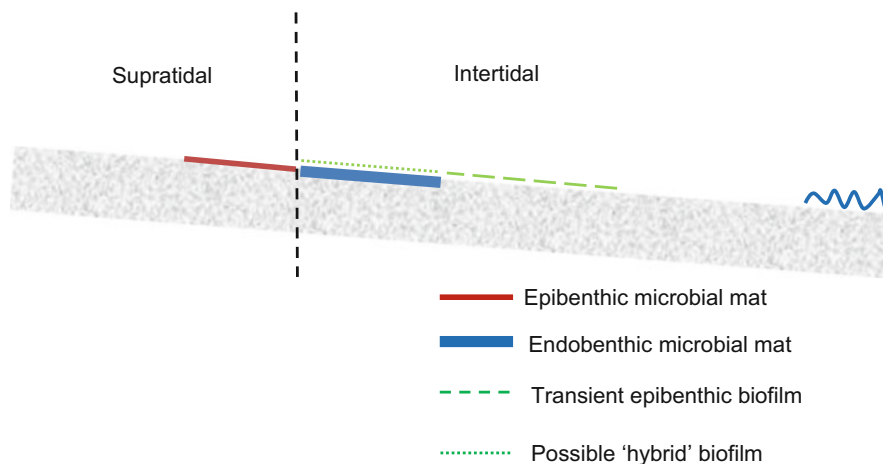 Supratidal
Intertidal
Epibenthic microbial mat
Endobenthic microbial mat
Transient epibenthic biofilm
Possible ‘hybrid’ biofilm